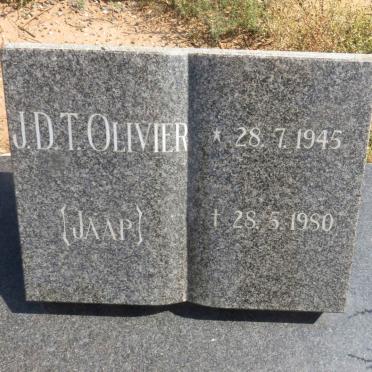 J.D.T. OLIVIER
{JAAP}
* 28.7.1945
† 28.5.1980